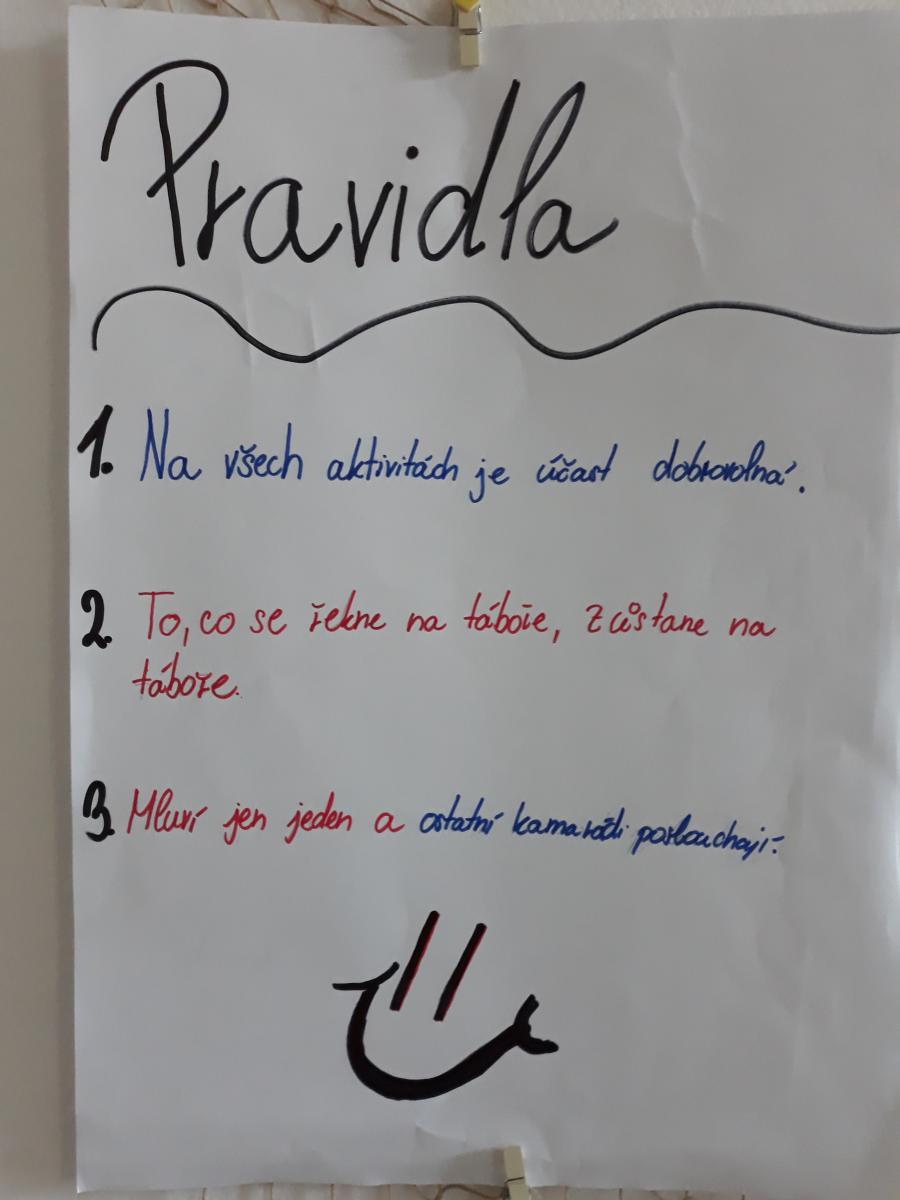 Pravidla
1. Na všech aktivitách je účast dobrovolná.
2. To, co se řekne na táboře, zůstane na
táboře.
3. Mluví jen jeden a ostatní kamarádi poslouchají.